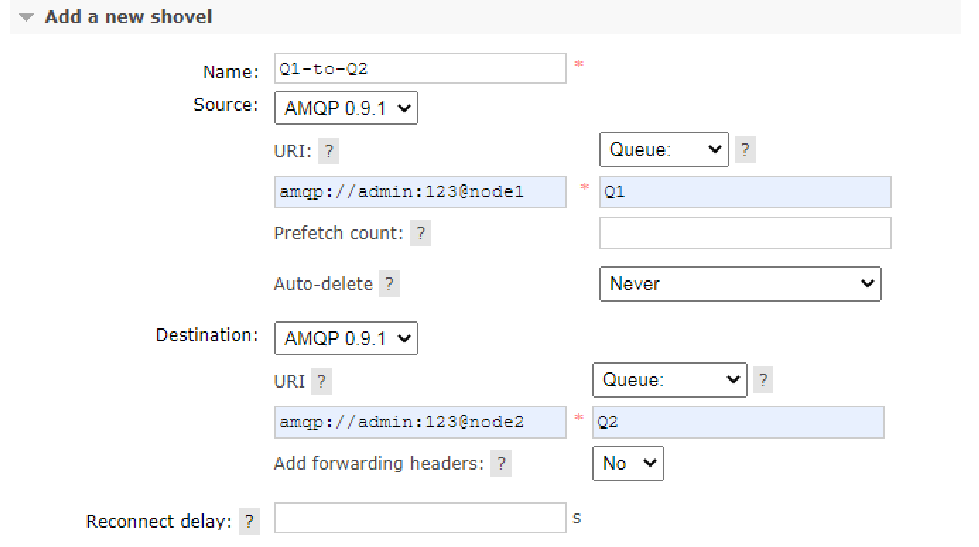 Add a new shovel
Name: Q1-to-Q2 *
Source: AMQP 0.9.1
URI: ? Queue: ?
amqp://admin:123@node1 * Q1
Prefetch count: ?
Auto-delete ? Never
Destination: AMQP 0.9.1
URI ? Queue: ?
amqp://admin:123@node2 * Q2
Add forwarding headers: ? No
Reconnect delay: ? s